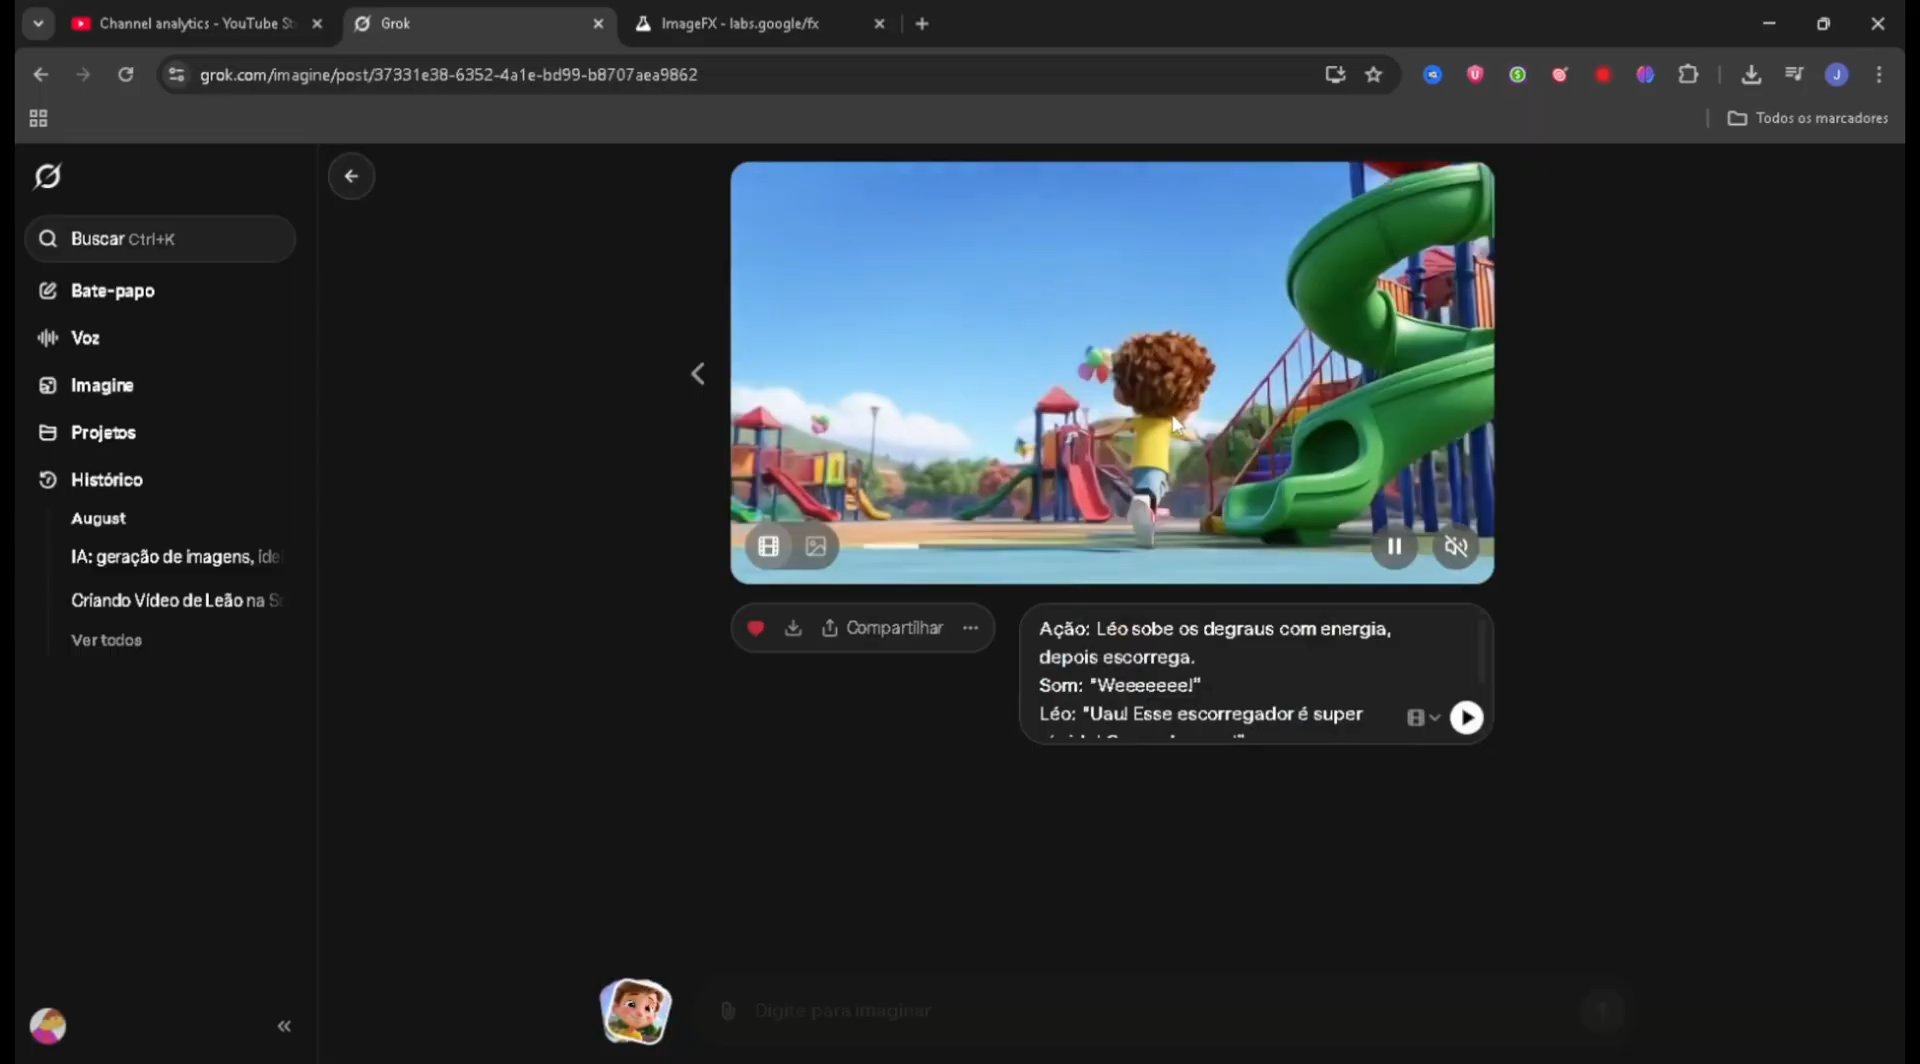 Channel analytics - YouTube St
Grok
ImageFX - labs.google/fx
grok.com/imagine/post/37331e38-6352-4a1e-bd99-b8707aea9862
J
Todos os marcadores
Buscar Ctrl+K
Bate-papo
Voz
Imagine
Projetos
Histórico
August
IA: geração de imagens, ide
Criando Vídeo de Leão na S
Ver todos
Compartilhar
Ação: Léo sobe os degraus com energia,
depois escorrega.
Som: "Weeeeeee!"
Léo: "Uau! Esse escorregador é super
Digite para imaginar